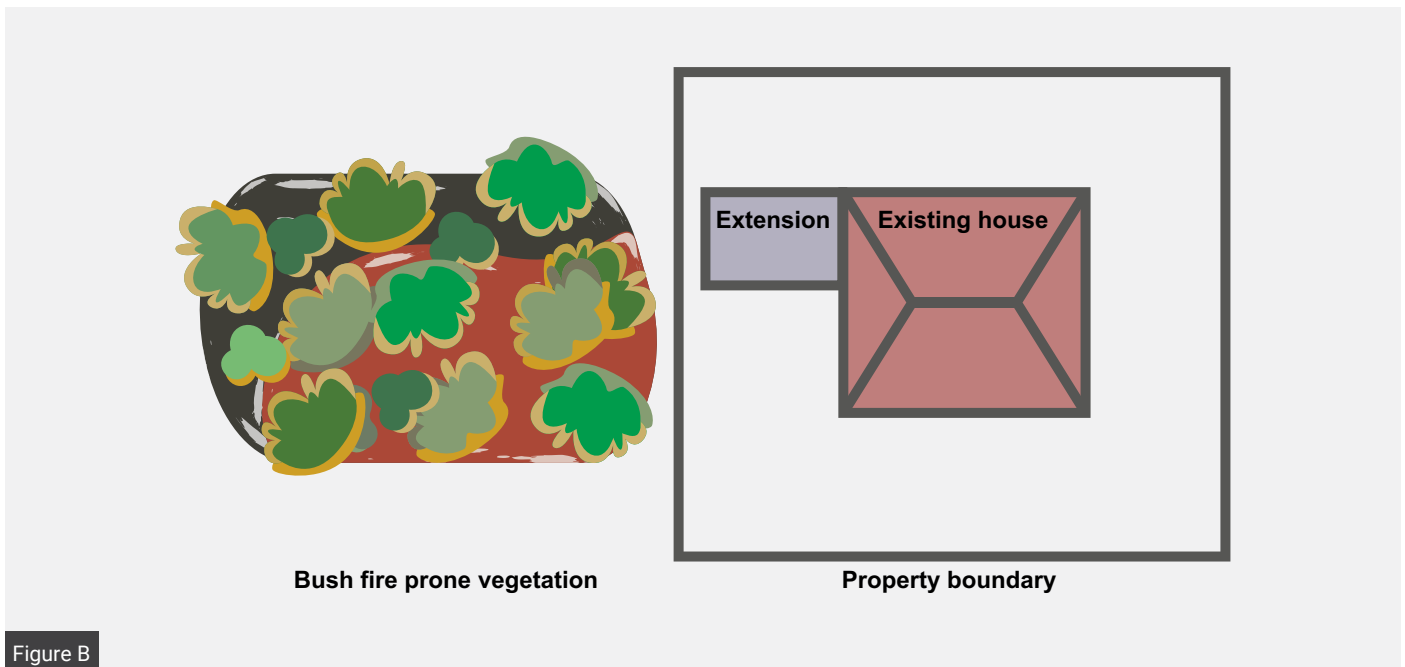 Extension
Existing house
Bush fire prone vegetation
Property boundary
Figure B